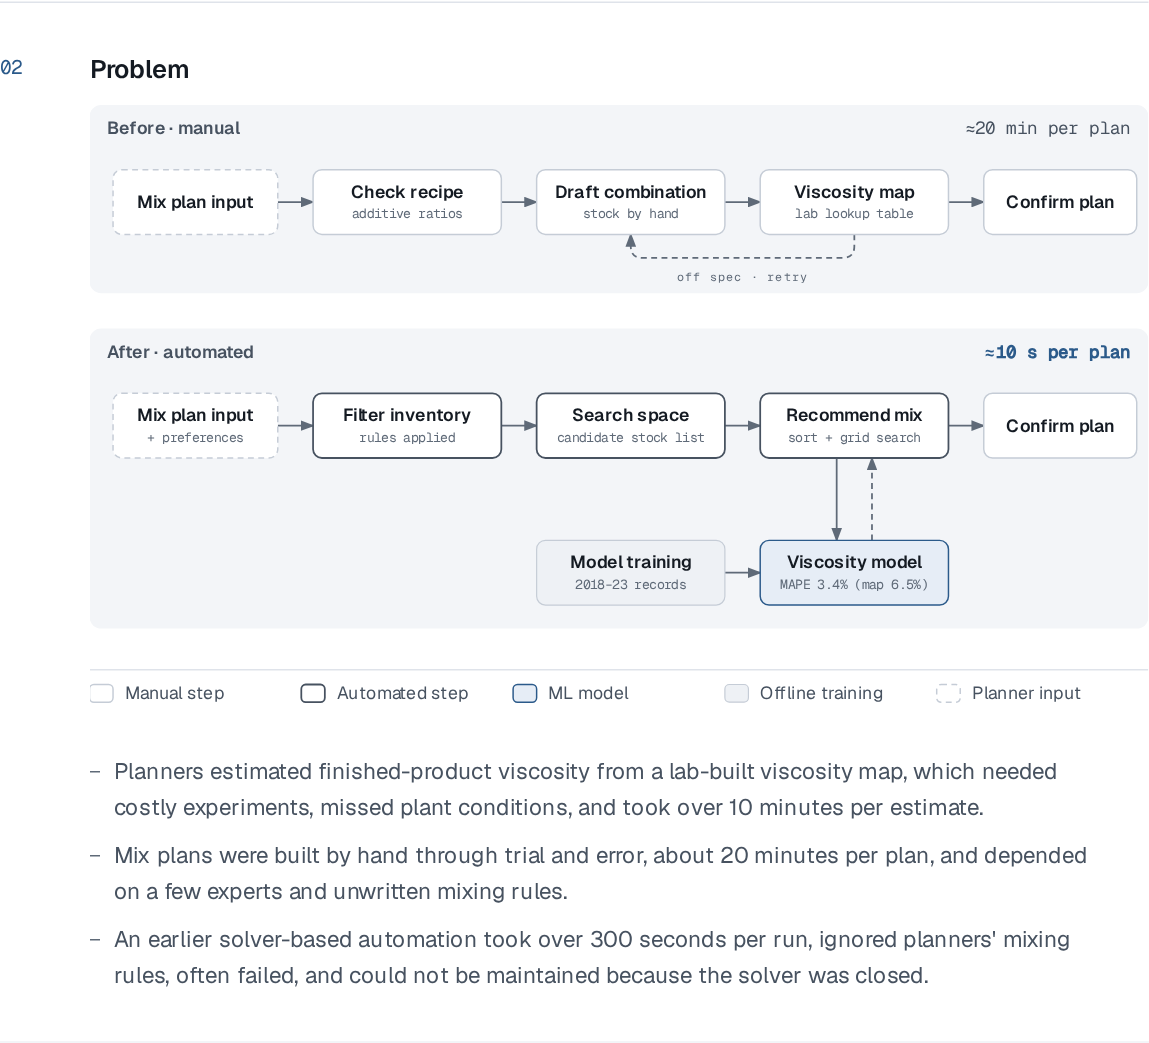 02
Problem
Before · manual
≈20 min per plan
Mix plan input
Check recipe
additive ratios
Draft combination
stock by hand
Viscosity map
lab lookup table
Confirm plan
off spec · retry
After · automated
≈10 s per plan
Mix plan input
+ preferences
Filter inventory
rules applied
Search space
candidate stock list
Recommend mix
sort + grid search
Confirm plan
Model training
2018–23 records
Viscosity model
MAPE 3.4% (map 6.5%)
Manual step
Automated step
ML model
Offline training
Planner input
– Planners estimated finished-product viscosity from a lab-built viscosity map, which needed
costly experiments, missed plant conditions, and took over 10 minutes per estimate.
– Mix plans were built by hand through trial and error, about 20 minutes per plan, and depended
on a few experts and unwritten mixing rules.
– An earlier solver-based automation took over 300 seconds per run, ignored planners' mixing
rules, often failed, and could not be maintained because the solver was closed.